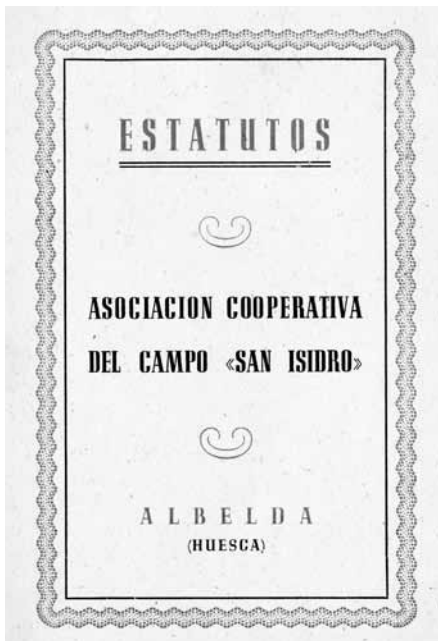 ESTATUTOS
ASOCIACION COOPERATIVA
DEL CAMPO «SAN ISIDRO»
ALBELDA
(HUESCA)